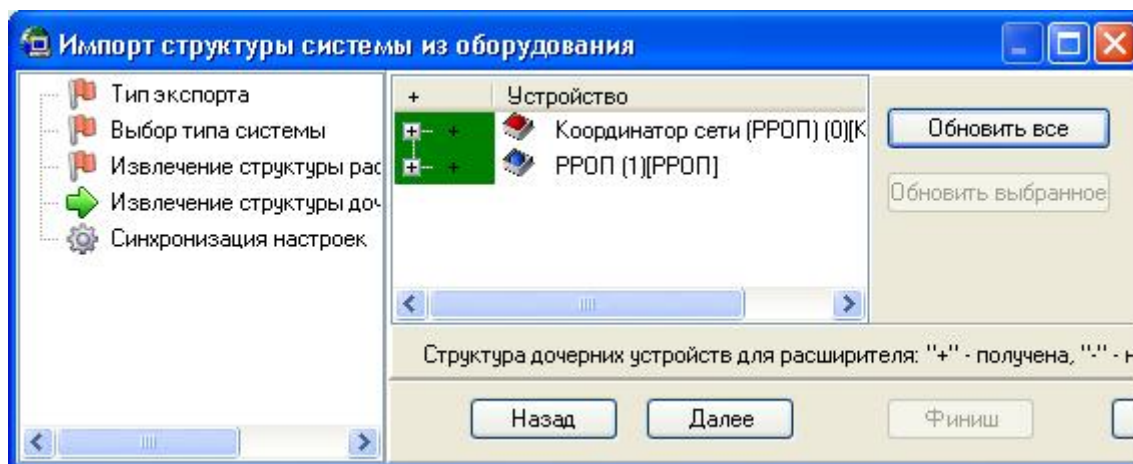 Импорт структуры системы из оборудования
Тип экспорта
Выбор типа системы
Извлечение структуры рас
Извлечение структуры доч
Синхронизация настроек
+ Устройство
+ Координатор сети (РРОП) (0)[К
+ РРОП (1)[РРОП]
Обновить все
Обновить выбранное
Структура дочерних устройств для расширителя: "+" - получена, "-" - н
Назад Далее Финиш